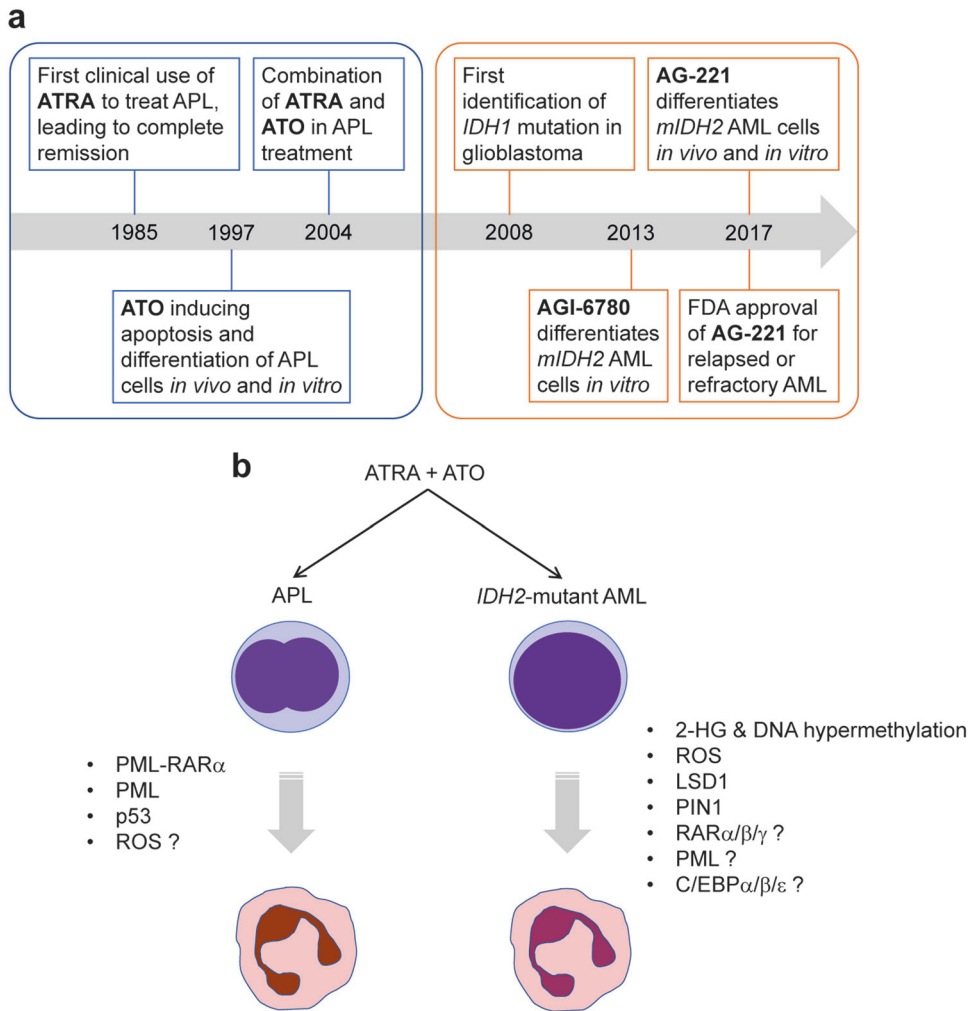 a
First clinical use of
ATRA to treat APL,
leading to complete
remission
Combination
of ATRA and
ATO in APL
treatment
First
identification of
IDH1 mutation in
glioblastoma
AG-221
differentiates
mIDH2 AML cells
in vivo and in vitro
1985
1997
2004
2008
2013
2017
ATO inducing
apoptosis and
differentiation of APL
cells in vivo and in vitro
AGI-6780
differentiates
mIDH2 AML
cells in vitro
FDA approval
of AG-221 for
relapsed or
refractory AML
b
ATRA + ATO
APL
IDH2-mutant AML
• PML-RARα
• PML
• p53
• ROS ?
• 2-HG & DNA hypermethylation
• ROS
• LSD1
• PIN1
• RARα/β/γ ?
• PML ?
• C/EBPα/β/ε ?